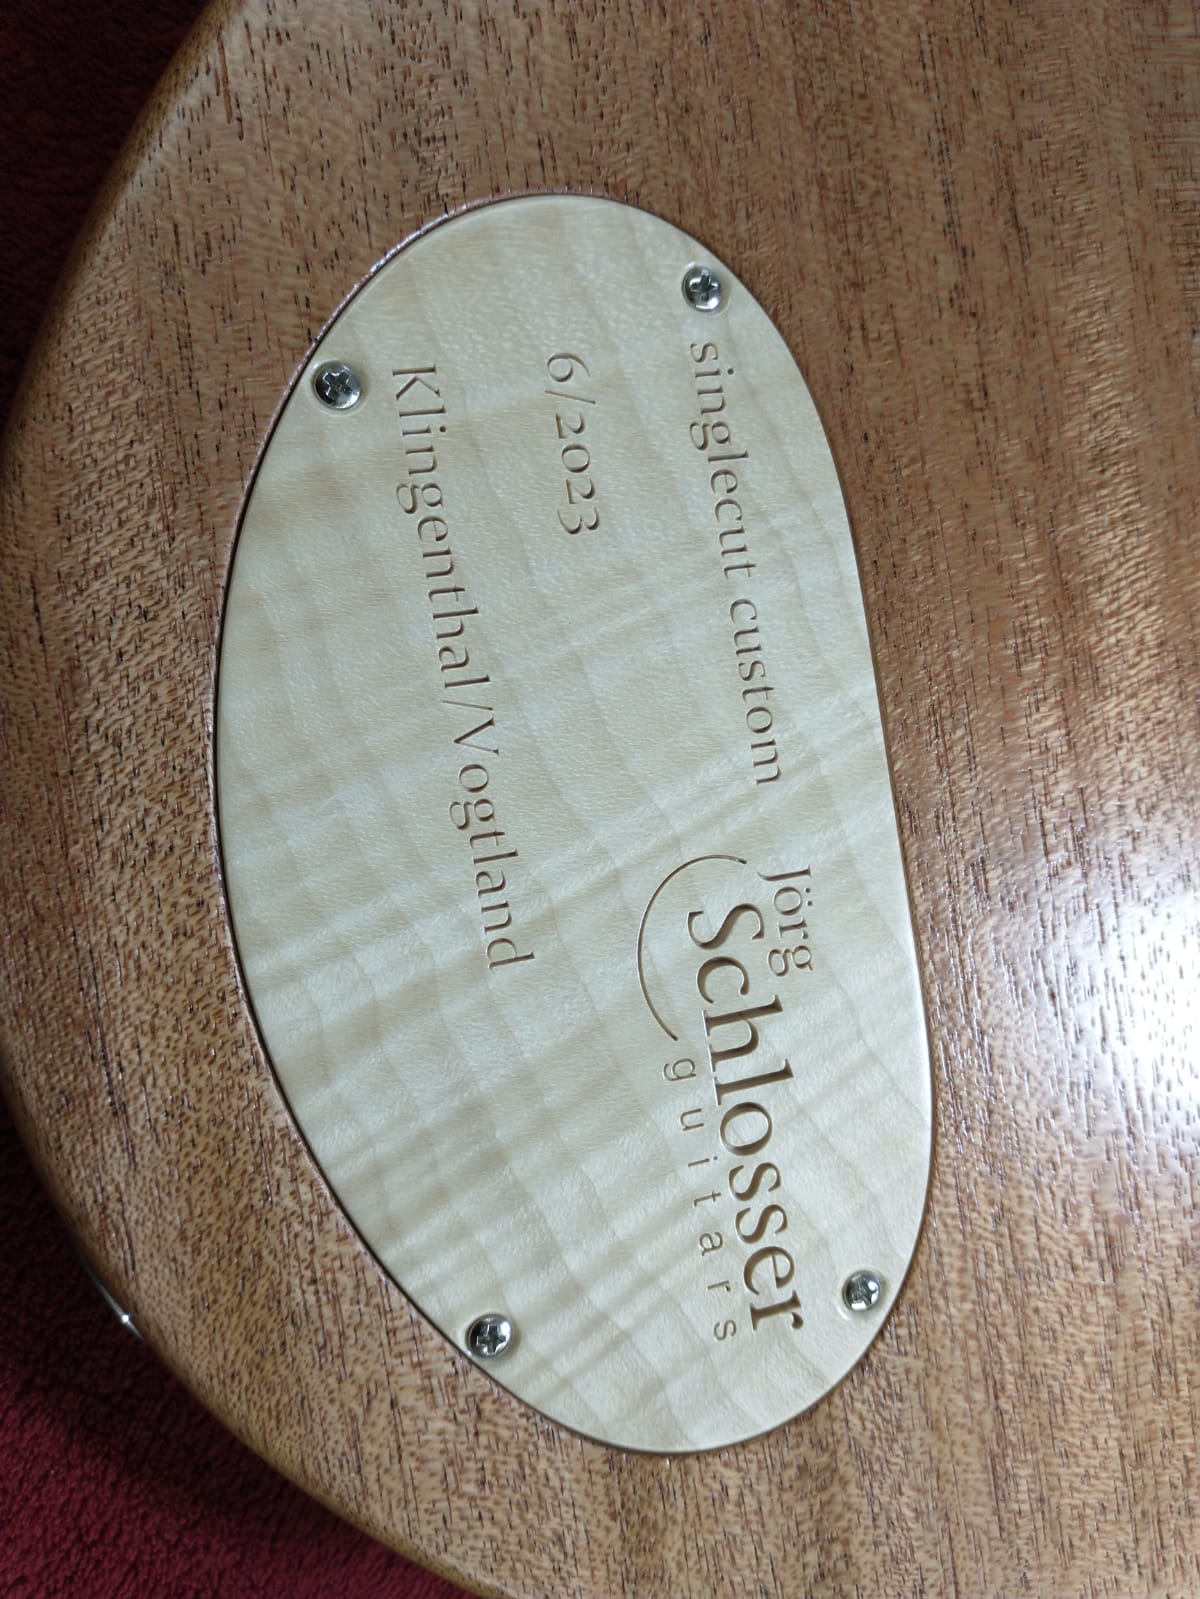 singlecut custom
6/2023
Klingenthal/Vogtland
Jörg
Schlosser
guitars